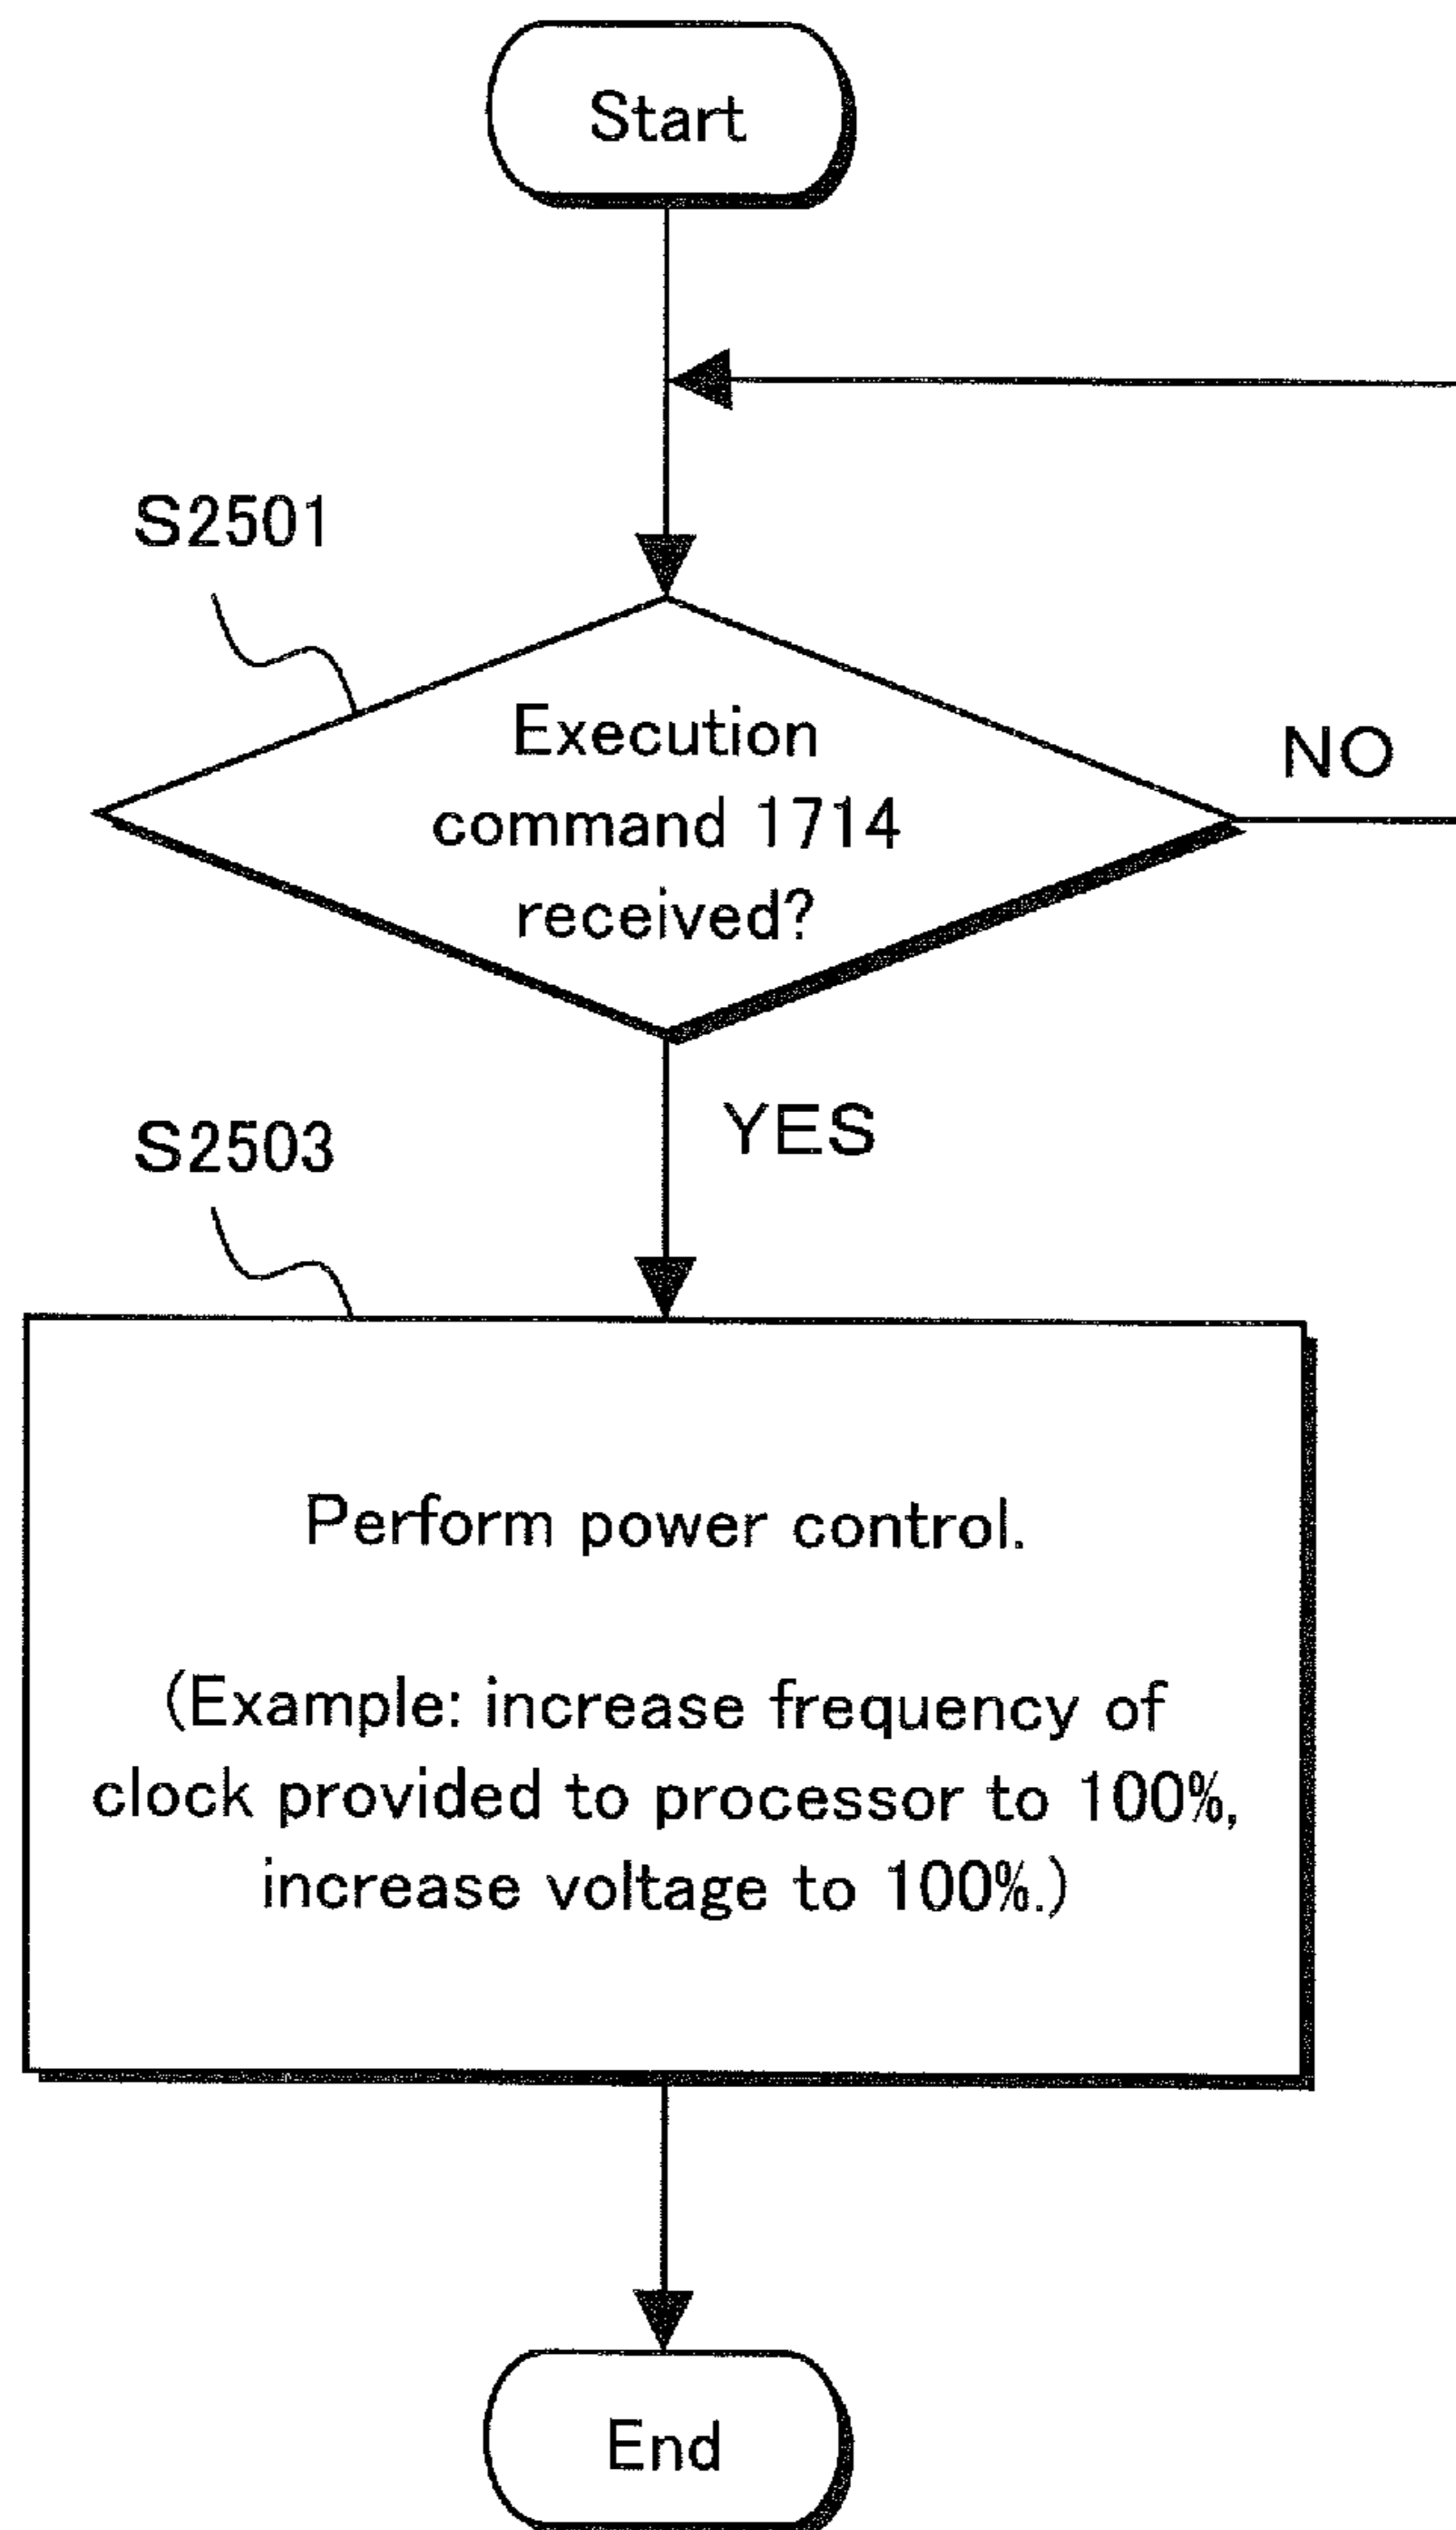 Start
S2501
Execution
command 1714
received?
NO
YES
S2503
Perform power control.
(Example: increase frequency of
clock provided to processor to 100%,
increase voltage to 100%.)
End